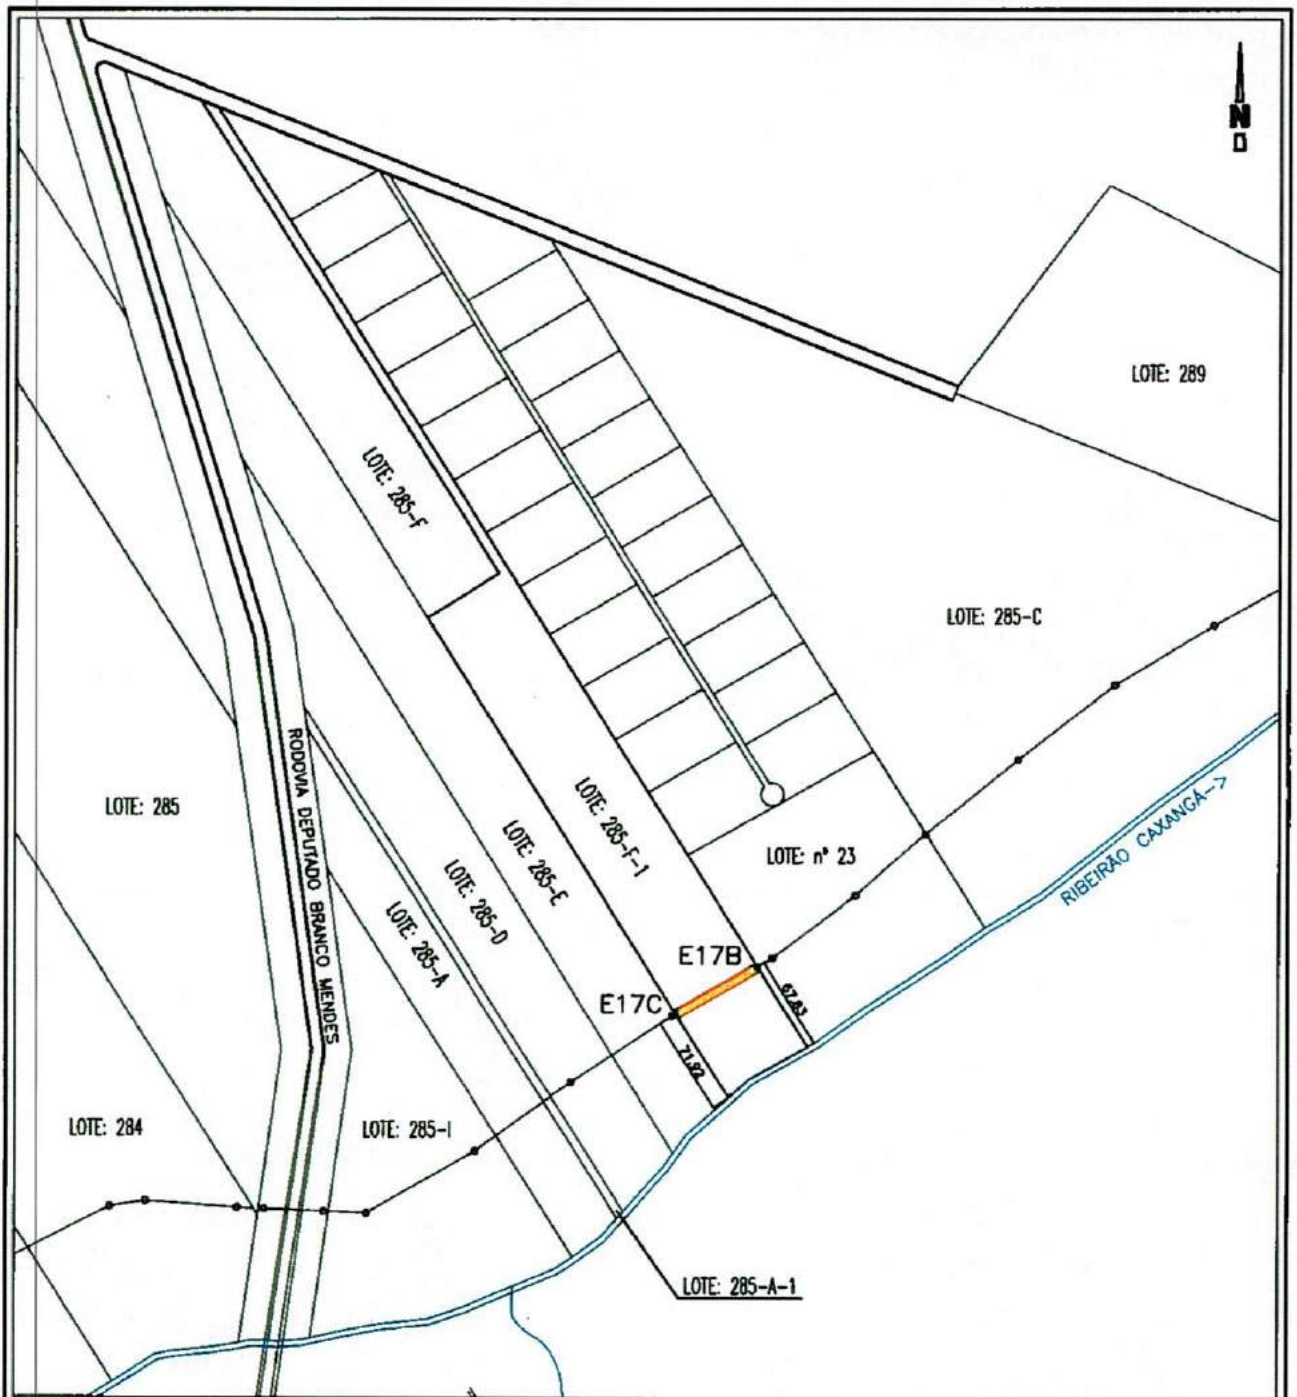 N
LOTE: 289
LOTE: 285-F
LOTE: 285-C
RODOVIA DEPUTADO BRANCO MENDES
LOTE: 285
LOTE: 285-F-1
LOTE: 285-E
LOTE: nº 23
LOTE: 285-D
LOTE: 285-A
RIBEIRÃO CAXANGÁ->
E17B
E17C
67.83
71.92
LOTE: 284
LOTE: 285-I
LOTE: 285-A-1